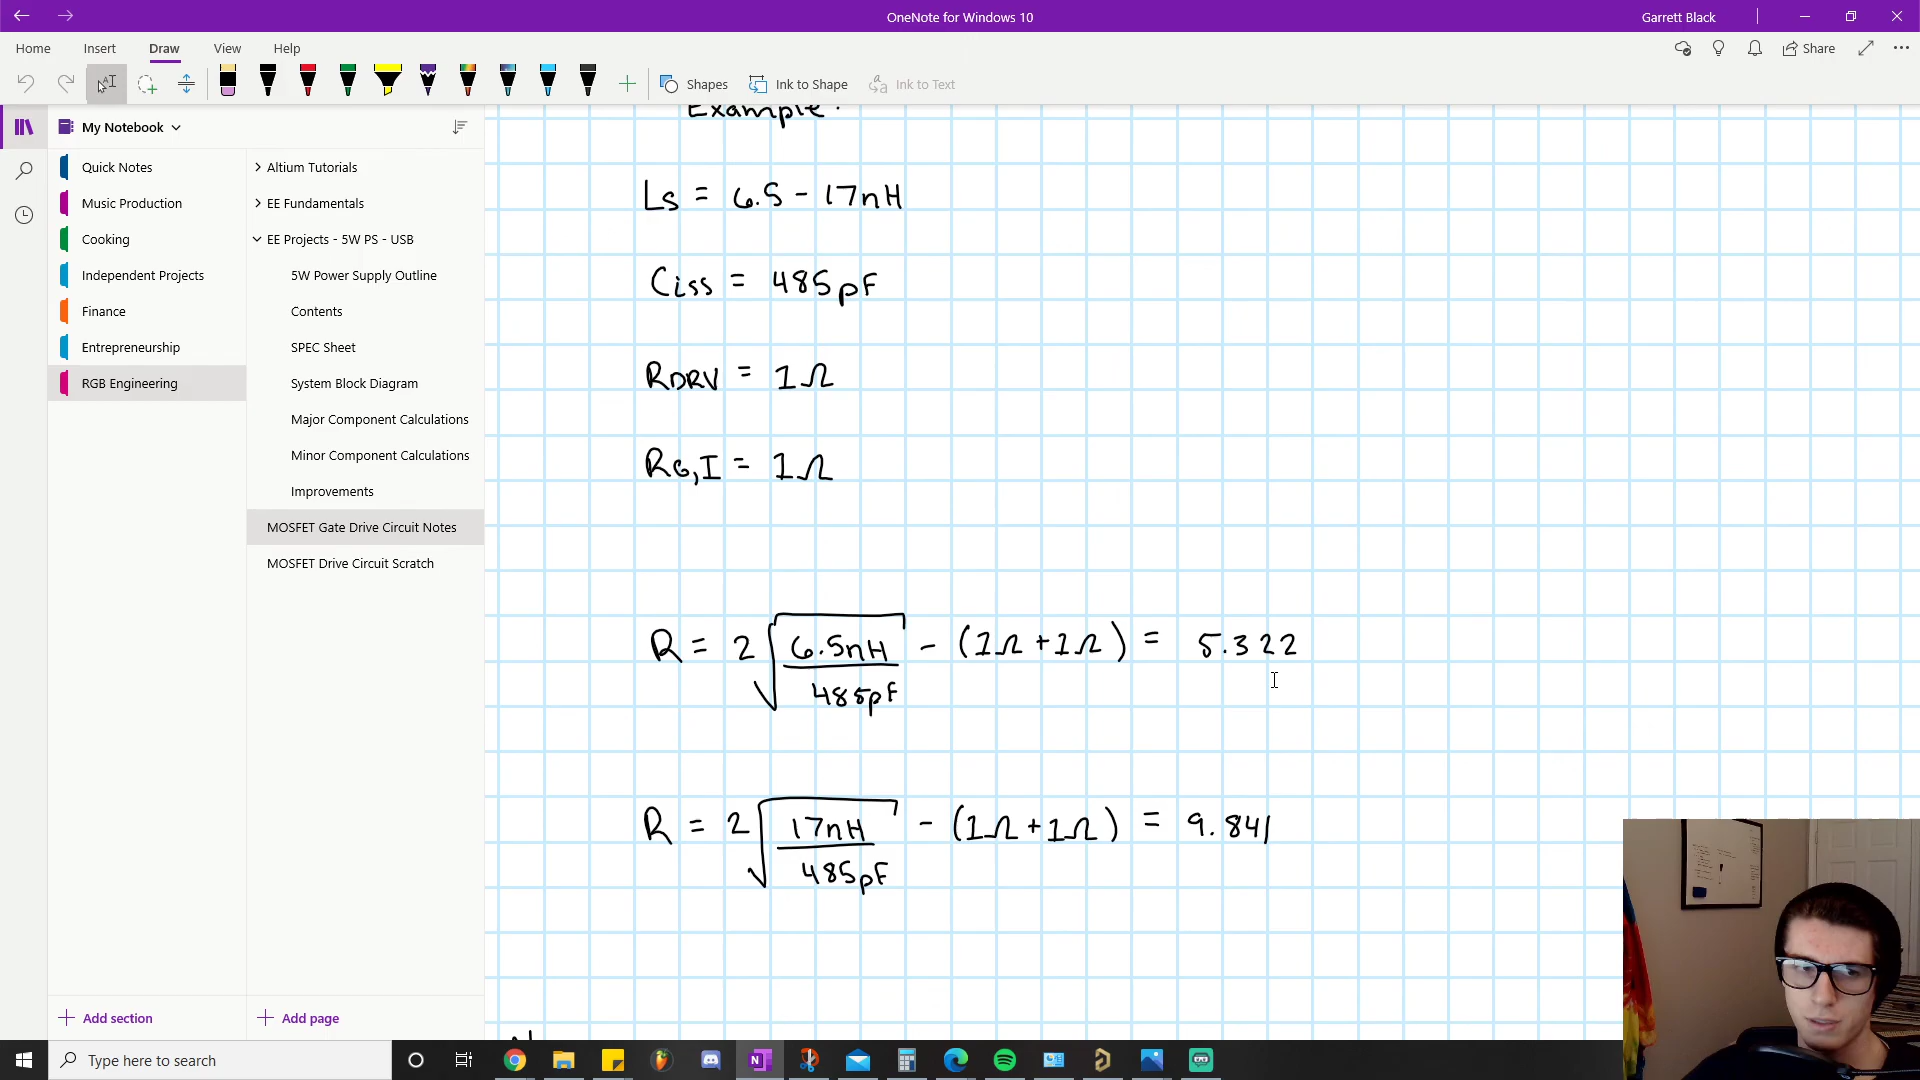 OneNote for Windows 10
Garrett Black
Home Insert Draw View Help
Share
Shapes
Ink to Shape
Ink to Text
My Notebook
Quick Notes
Music Production
Cooking
Independent Projects
Finance
Entrepreneurship
RGB Engineering
Add section
Altium Tutorials
EE Fundamentals
EE Projects - 5W PS - USB
5W Power Supply Outline
Contents
SPEC Sheet
System Block Diagram
Major Component Calculations
Minor Component Calculations
Improvements
MOSFET Gate Drive Circuit Notes
MOSFET Drive Circuit Scratch
Add page
Example:
Ls = 6.5 - 17nH
Ciss = 485pF
RDRV = 1Ω
RG,I = 1Ω
R = 2√(6.5nH/485pF) - (1Ω+1Ω) = 5.322
R = 2√(17nH/485pF) - (1Ω+1Ω) = 9.841
Type here to search